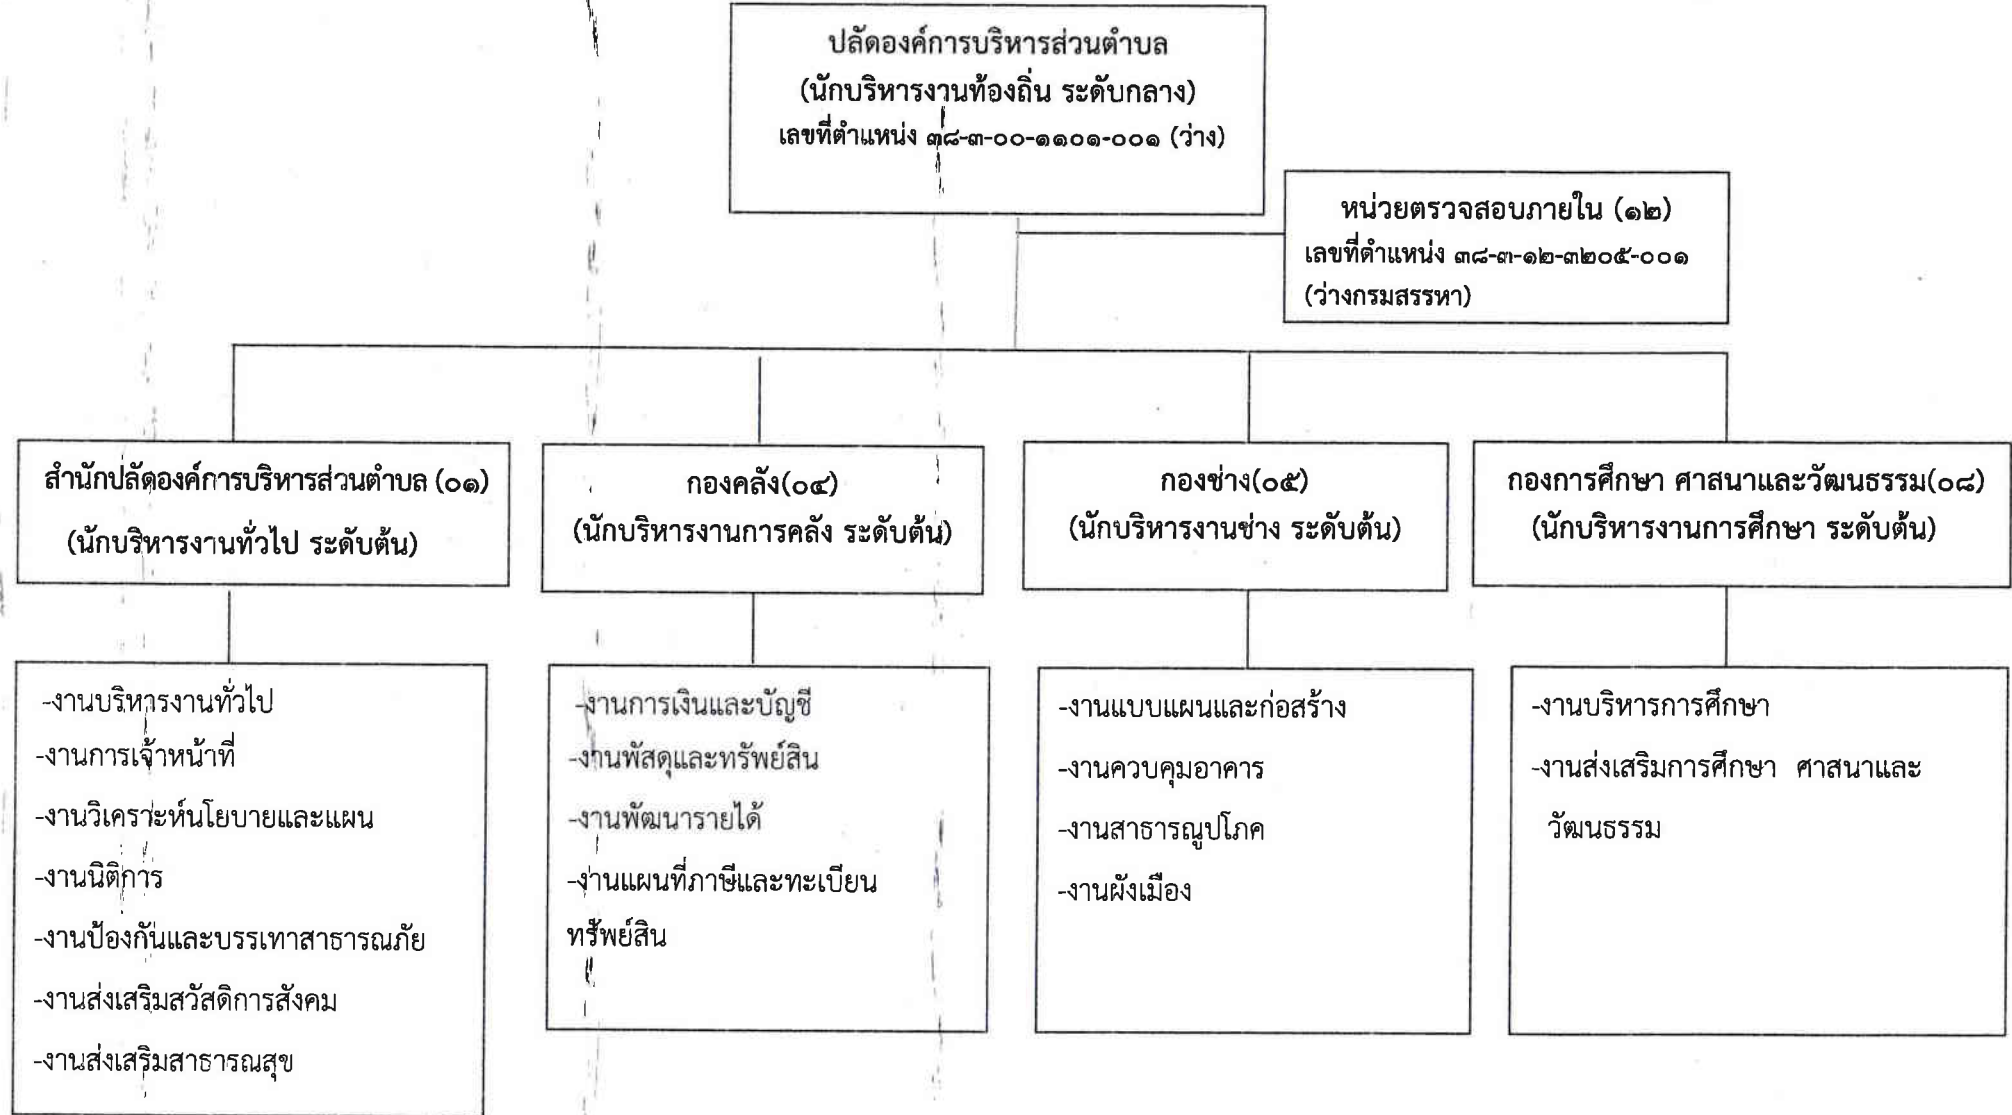 ปลัดองค์การบริหารส่วนตำบล
(นักบริหารงานท้องถิ่น ระดับกลาง)
เลขที่ตำแหน่ง ๓๘-๓-๐๐-๑๑๐๑-๐๐๑ (ว่าง)
หน่วยตรวจสอบภายใน (๑๒)
เลขที่ตำแหน่ง ๓๘-๓-๑๒-๓๒๐๕-๐๐๑
(ว่างกรมสรรหา)
สำนักปลัดองค์การบริหารส่วนตำบล (๐๑)
(นักบริหารงานทั่วไป ระดับต้น)
กองคลัง(๐๔)
(นักบริหารงานการคลัง ระดับต้น)
กองช่าง(๐๕)
(นักบริหารงานช่าง ระดับต้น)
กองการศึกษา ศาสนาและวัฒนธรรม(๐๘)
(นักบริหารงานการศึกษา ระดับต้น)
-งานบริหารงานทั่วไป
-งานการเจ้าหน้าที่
-งานวิเคราะห์นโยบายและแผน
-งานนิติการ
-งานป้องกันและบรรเทาสาธารณภัย
-งานส่งเสริมสวัสดิการสังคม
-งานส่งเสริมสาธารณสุข
-งานการเงินและบัญชี
-งานพัสดุและทรัพย์สิน
-งานพัฒนารายได้
-งานแผนที่ภาษีและทะเบียน
ทรัพย์สิน
-งานแบบแผนและก่อสร้าง
-งานควบคุมอาคาร
-งานสาธารณูปโภค
-งานผังเมือง
-งานบริหารการศึกษา
-งานส่งเสริมการศึกษา ศาสนาและ
วัฒนธรรม